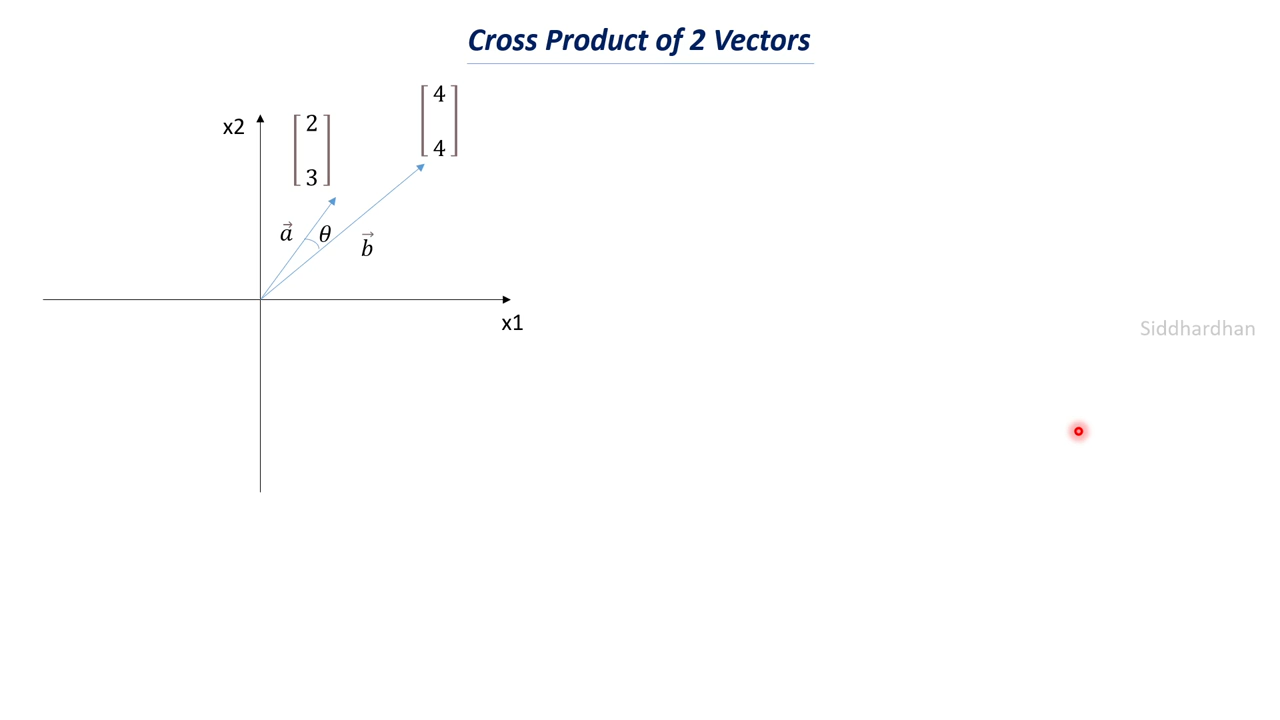 Cross Product of 2 Vectors
4
4
x2
2
3
a⃗
θ
b⃗
x1
Siddhardhan